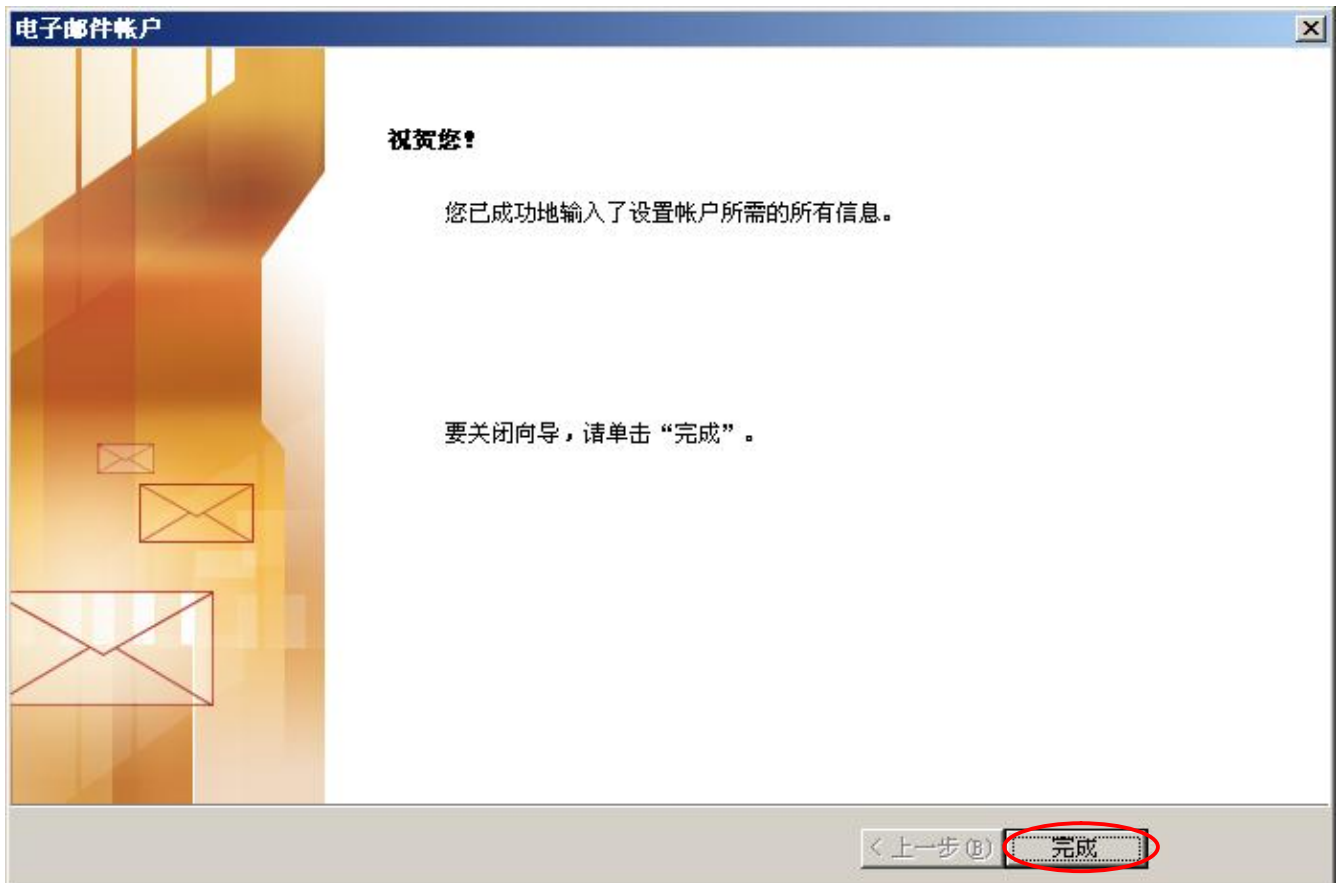 电子邮件帐户
祝贺您!
您已成功地输入了设置帐户所需的所有信息。
要关闭向导,请单击“完成”。
< 上一步(B)
完成